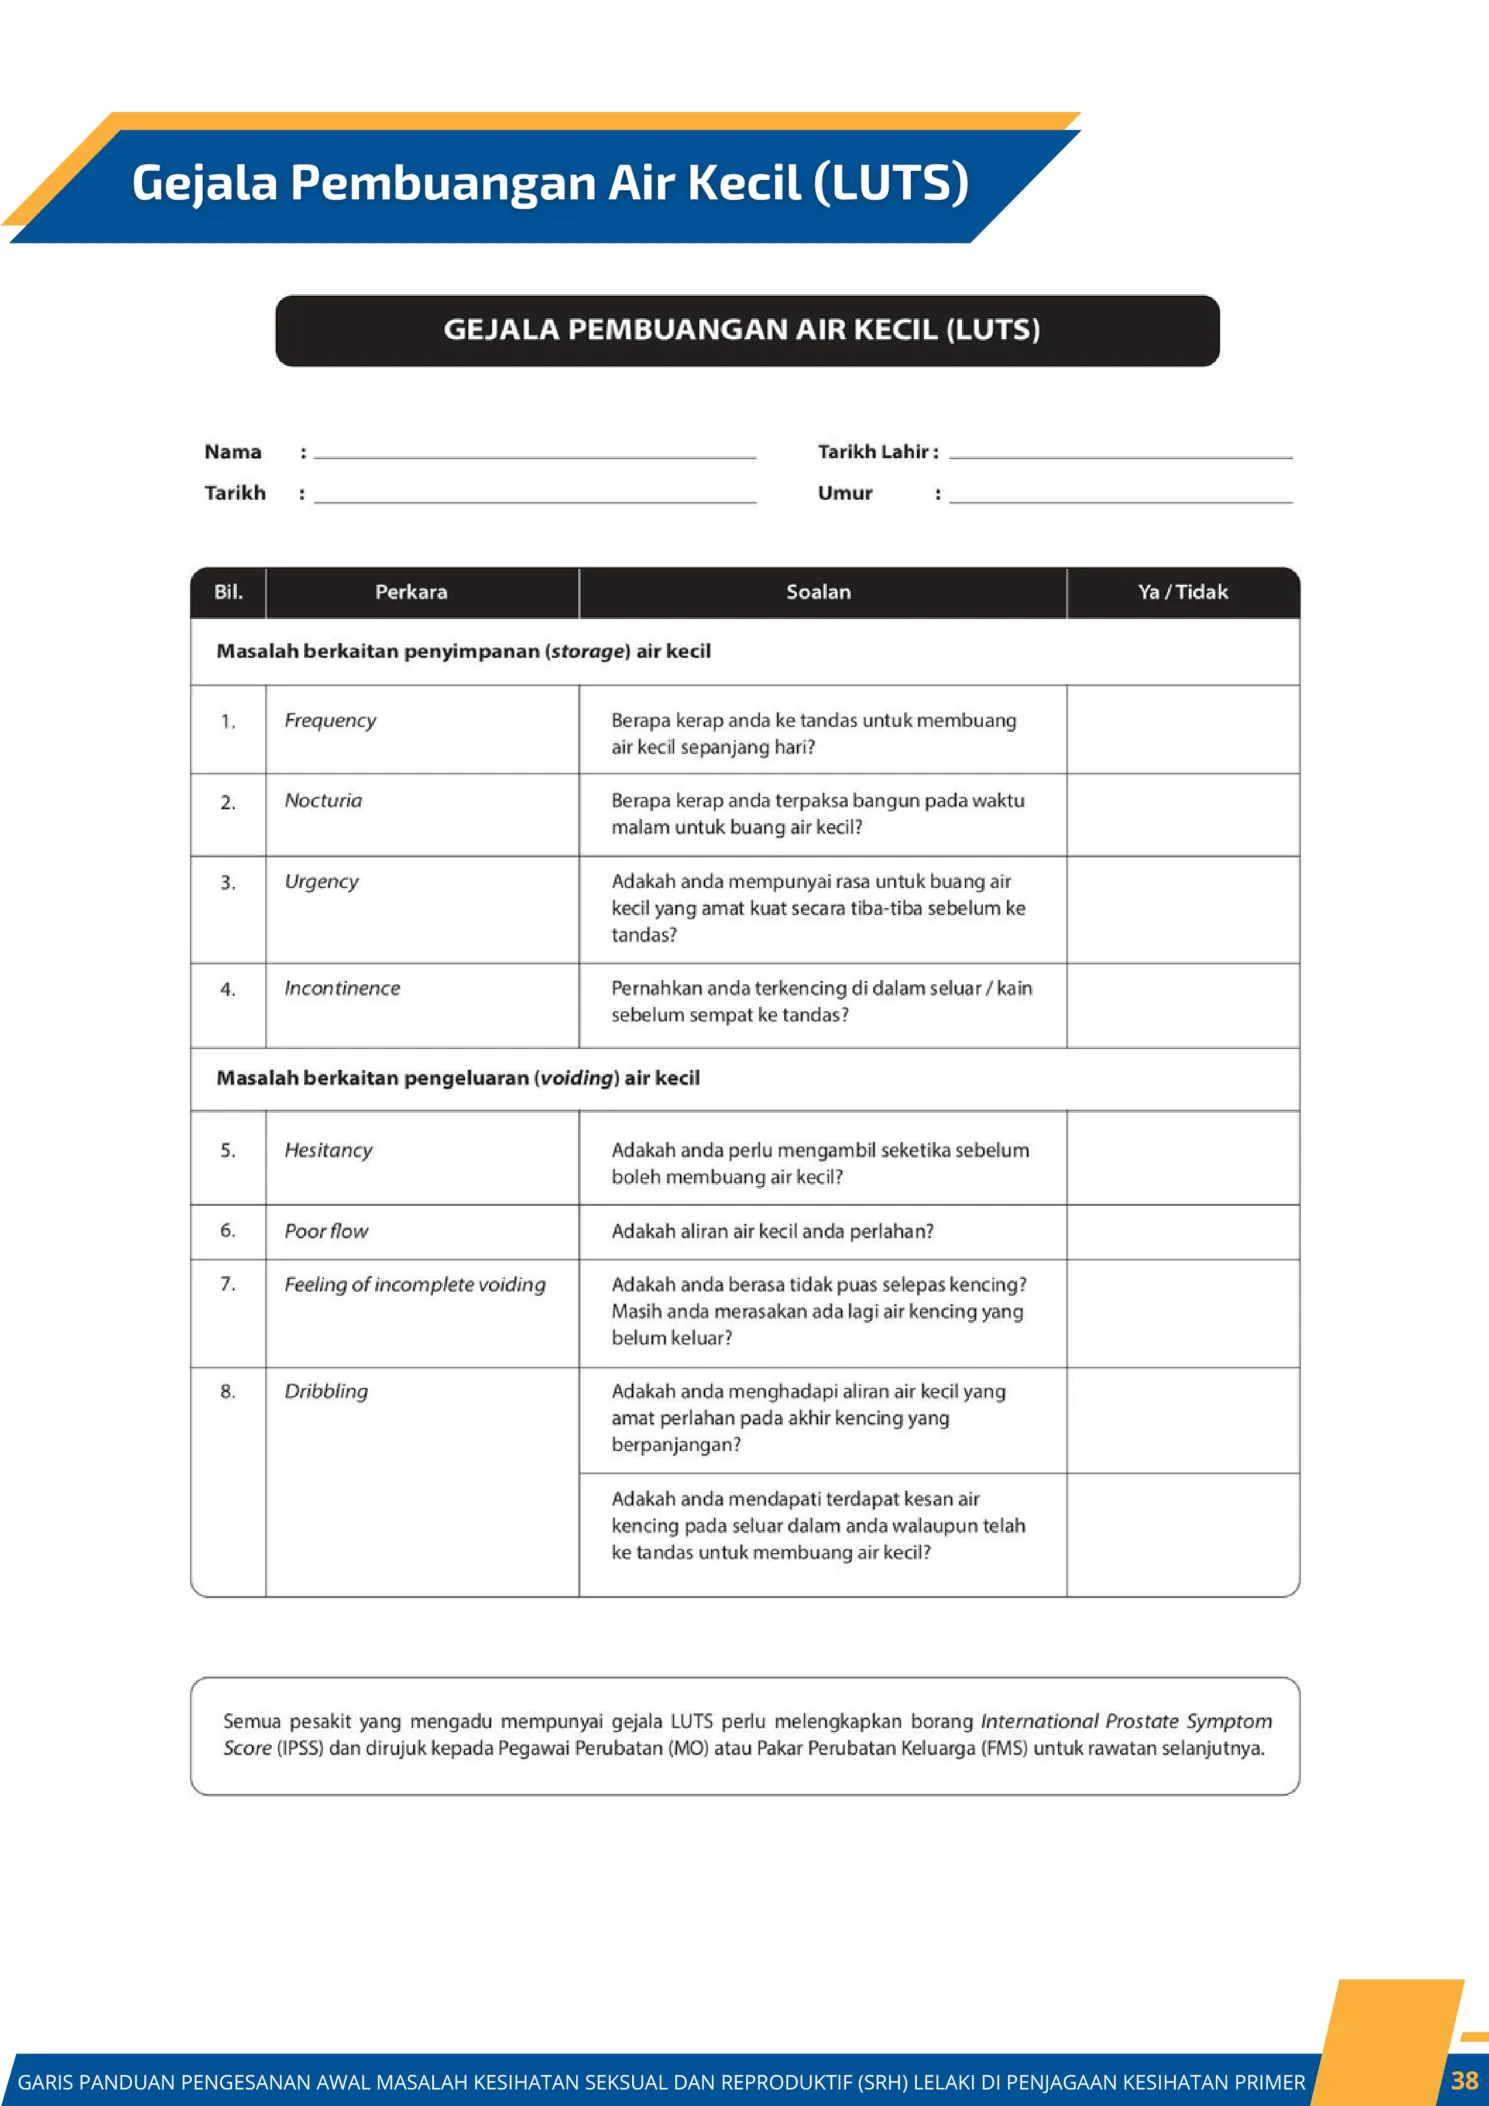 Gejala Pembuangan Air Kecil (LUTS)
GEJALA PEMBUANGAN AIR KECIL (LUTS)
Nama : Tarikh Lahir :
Tarikh : Umur :
Bil. Perkara Soalan Ya / Tidak
Masalah berkaitan penyimpanan (storage) air kecil
1. Frequency Berapa kerap anda ke tandas untuk membuang
air kecil sepanjang hari?
2. Nocturia Berapa kerap anda terpaksa bangun pada waktu
malam untuk buang air kecil?
3. Urgency Adakah anda mempunyai rasa untuk buang air
kecil yang amat kuat secara tiba-tiba sebelum ke
tandas?
4. Incontinence Pernahkan anda terkencing di dalam seluar / kain
sebelum sempat ke tandas?
Masalah berkaitan pengeluaran (voiding) air kecil
5. Hesitancy Adakah anda perlu mengambil seketika sebelum
boleh membuang air kecil?
6. Poor flow Adakah aliran air kecil anda perlahan?
7. Feeling of incomplete voiding Adakah anda berasa tidak puas selepas kencing?
Masih anda merasakan ada lagi air kencing yang
belum keluar?
8. Dribbling Adakah anda menghadapi aliran air kecil yang
amat perlahan pada akhir kencing yang
berpanjangan?
Adakah anda mendapati terdapat kesan air
kencing pada seluar dalam anda walaupun telah
ke tandas untuk membuang air kecil?
Semua pesakit yang mengadu mempunyai gejala LUTS perlu melengkapkan borang International Prostate Symptom
Score (IPSS) dan dirujuk kepada Pegawai Perubatan (MO) atau Pakar Perubatan Keluarga (FMS) untuk rawatan selanjutnya.
GARIS PANDUAN PENGESANAN AWAL MASALAH KESIHATAN SEKSUAL DAN REPRODUKTIF (SRH) LELAKI DI PENJAGAAN KESIHATAN PRIMER 38